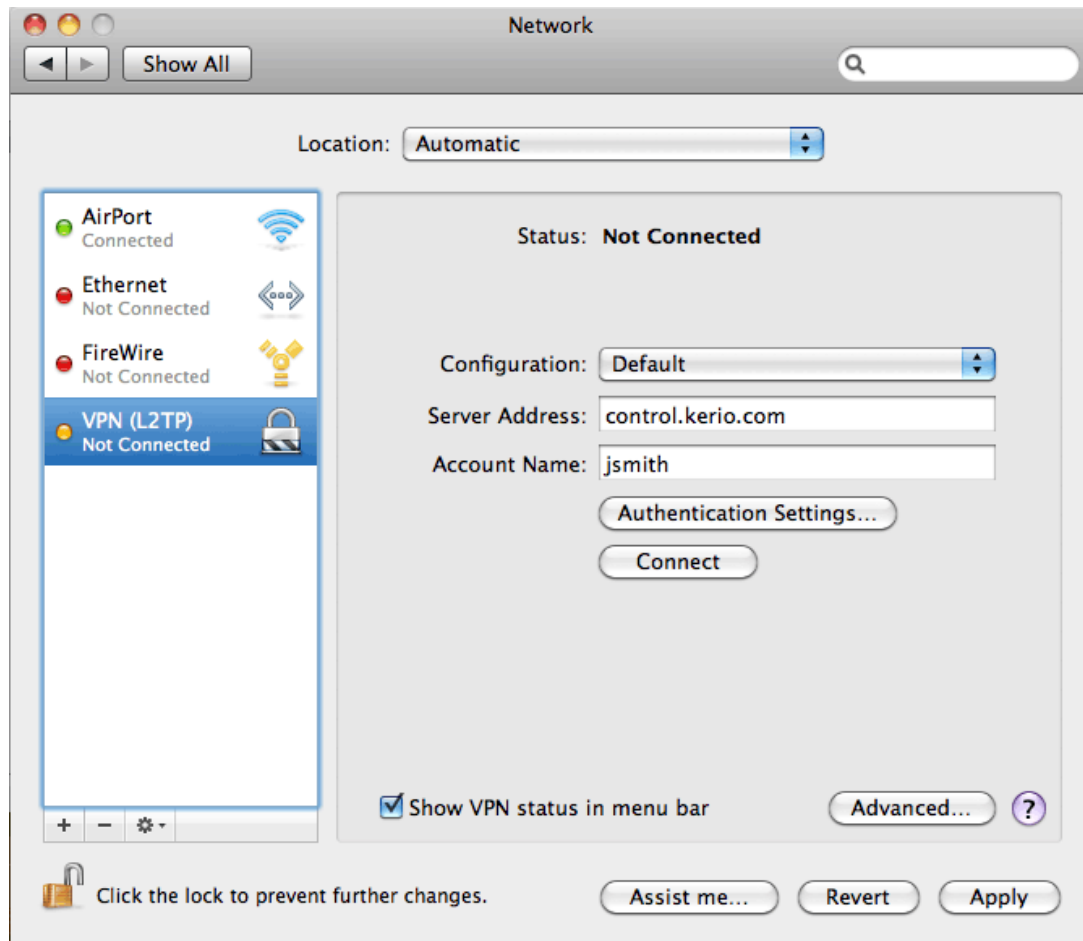 Network
Show All
Location: Automatic
AirPort
Connected
Ethernet
Not Connected
FireWire
Not Connected
VPN (L2TP)
Not Connected
Status: Not Connected
Configuration: Default
Server Address: control.kerio.com
Account Name: jsmith
Authentication Settings...
Connect
Show VPN status in menu bar
Advanced...
?
+ −
Click the lock to prevent further changes.
Assist me...
Revert
Apply